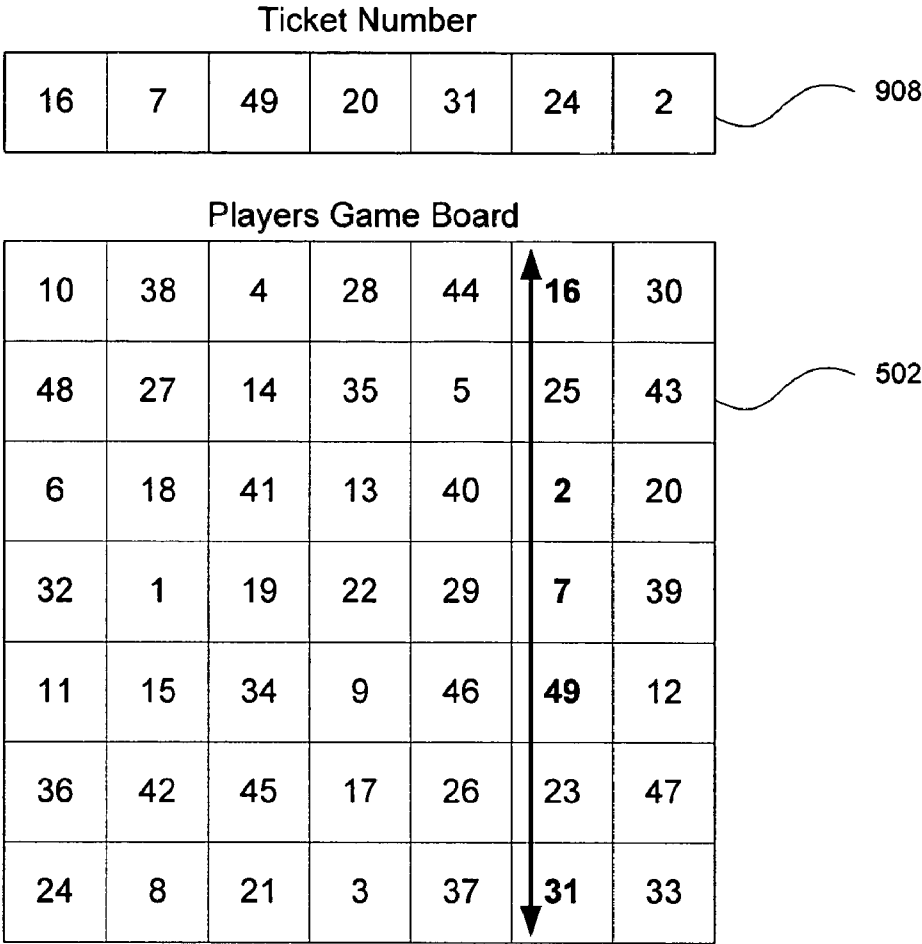 Ticket Number
16 7 49 20 31 24 2 908
Players Game Board
10 38 4 28 44 16 30
48 27 14 35 5 25 43 502
6 18 41 13 40 2 20
32 1 19 22 29 7 39
11 15 34 9 46 49 12
36 42 45 17 26 23 47
24 8 21 3 37 31 33